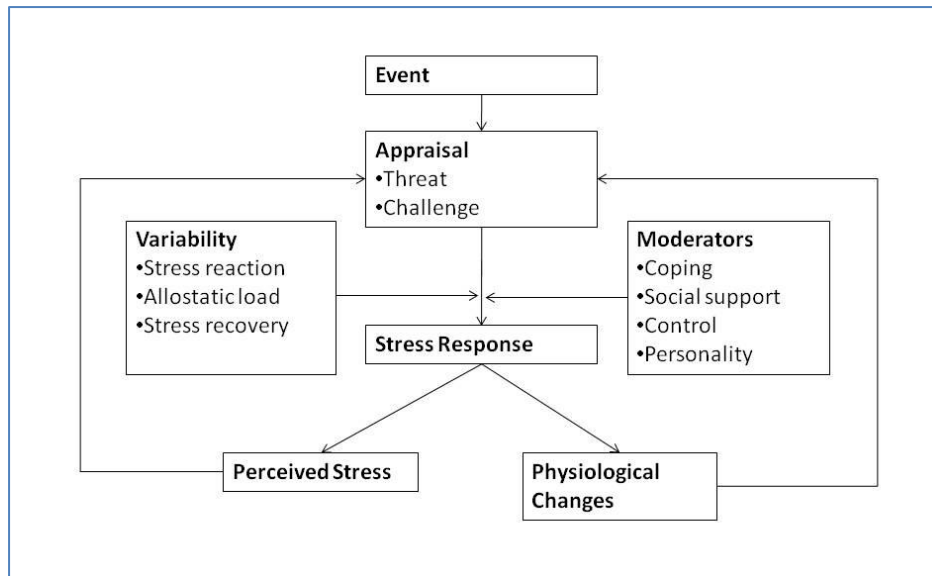 Event
Appraisal
•Threat
•Challenge
Variability
•Stress reaction
•Allostatic load
•Stress recovery
Moderators
•Coping
•Social support
•Control
•Personality
Stress Response
Perceived Stress
Physiological
Changes